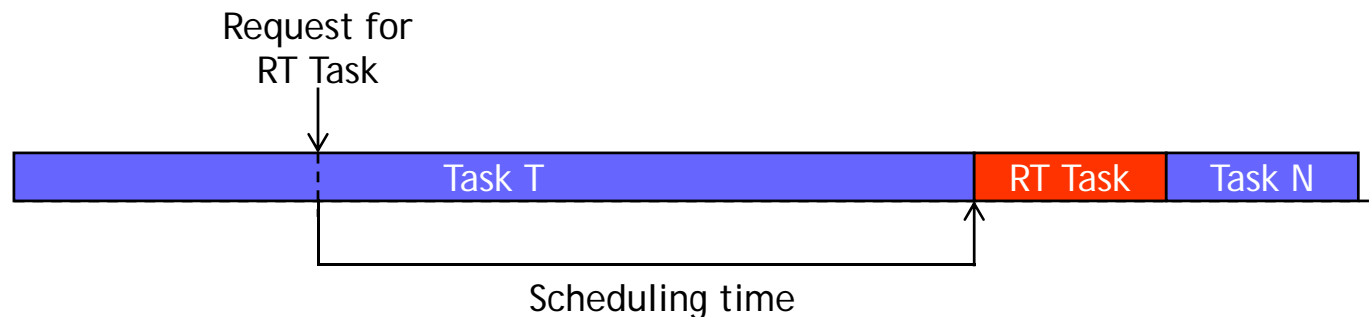 Request for
RT Task
Task T
RT Task
Task N
Scheduling time